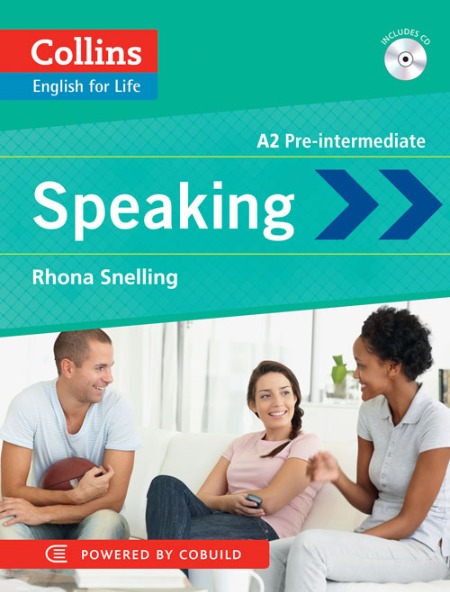 Collins
English for Life
INCLUDES CD
A2 Pre-intermediate
Speaking
Rhona Snelling
POWERED BY COBUILD